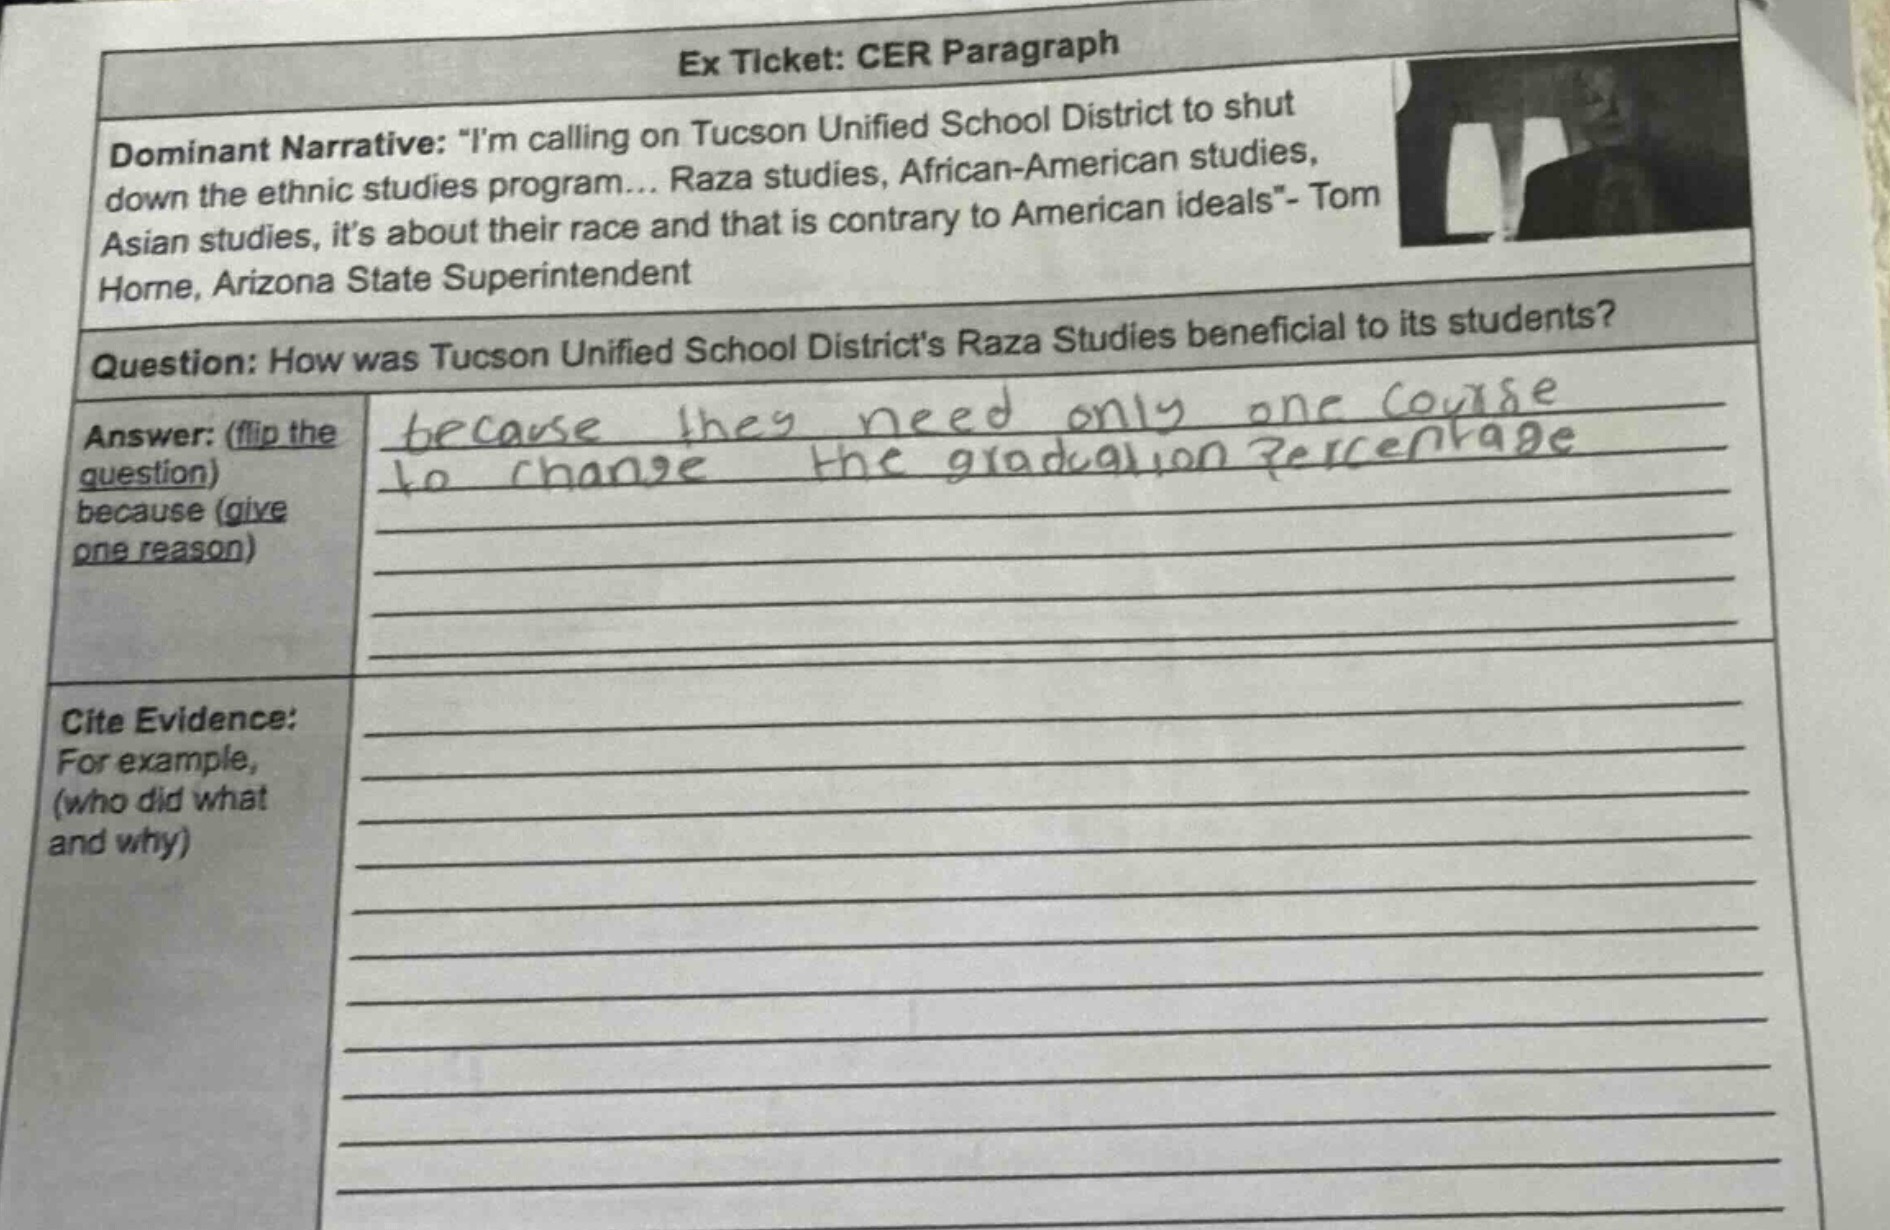 Ex Ticket: CER Paragraph
Dominant Narrative: "I'm calling on Tucson Unified School District to shut
down the ethnic studies program... Raza studies, African-American studies,
Asian studies, it's about their race and that is contrary to American ideals"- Tom
Horne, Arizona State Superintendent
Question: How was Tucson Unified School District's Raza Studies beneficial to its students?
Answer: (flip the
question)
because (give
one reason)
because they need only one course
to change the graduation percentage
Cite Evidence:
For example,
(who did what
and why)